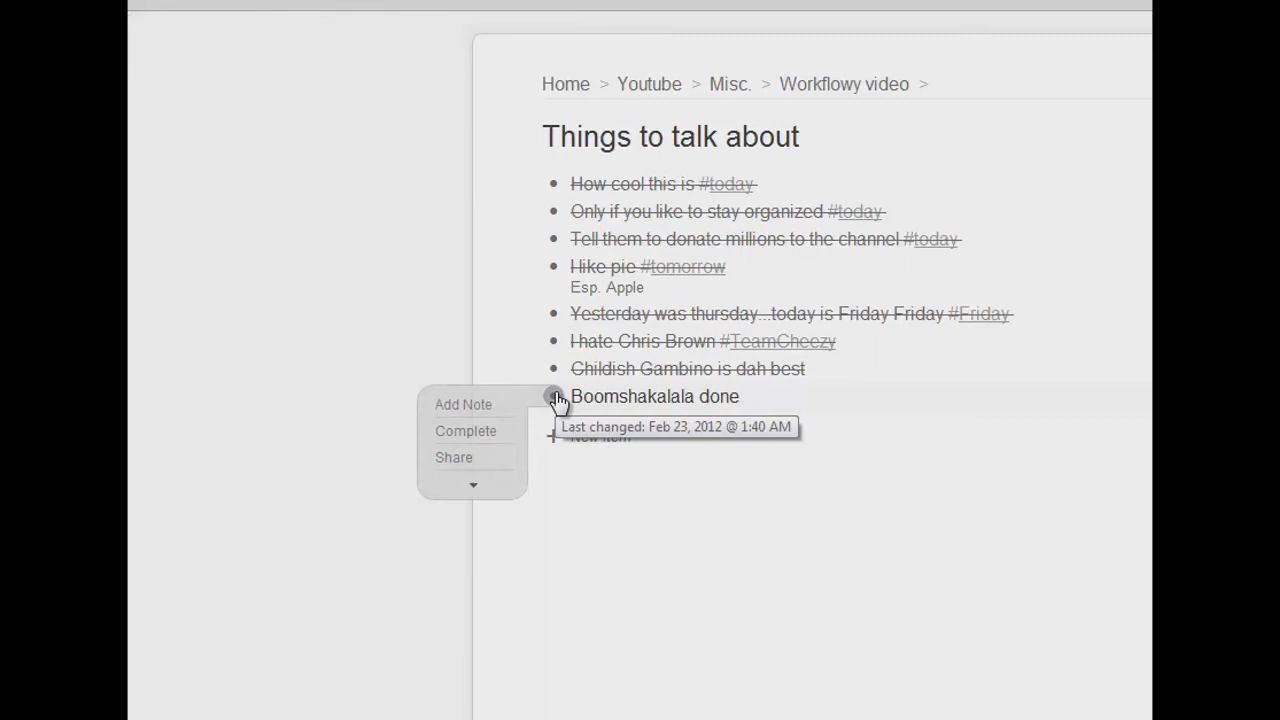 Home > Youtube > Misc. > Workflowy video >
Things to talk about
How cool this is #today
Only if you like to stay organized #today
Tell them to donate millions to the channel #today
Hike pie #tomorrow
Esp. Apple
Yesterday was thursday...today is Friday Friday #Friday
I hate Chris Brown #TeamCheezy
Childish Gambino is dah best
Boomshakalala done
Add Note
Last changed: Feb 23, 2012 @ 1:40 AM
Complete
New item
Share